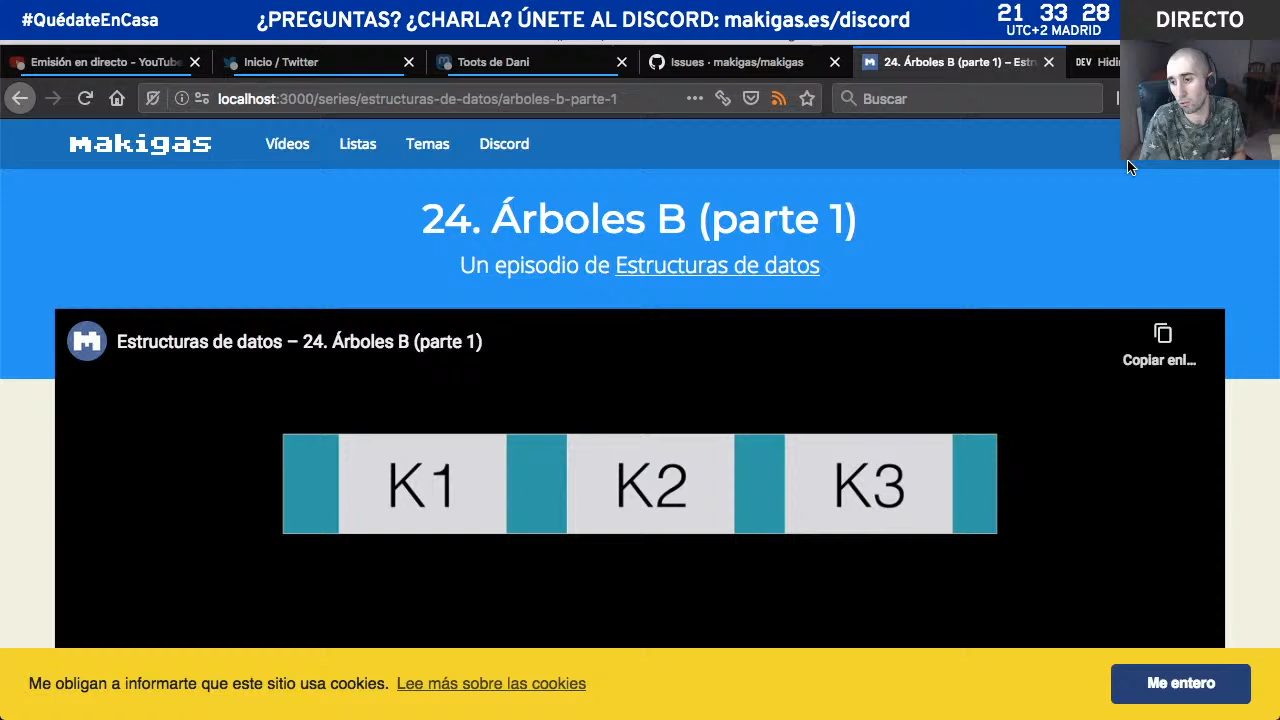 #QuédateEnCasa
¿PREGUNTAS? ¿CHARLA? ÚNETE AL DISCORD: makigas.es/discord
21 33 28
UTC+2 MADRID
DIRECTO
Emisión en directo - YouTube
Inicio / Twitter
Toots de Dani
Issues · makigas/makigas
24. Árboles B (parte 1) – Estr
DEV Hidin
localhost:3000/series/estructuras-de-datos/arboles-b-parte-1
Buscar
makigas
Vídeos
Listas
Temas
Discord
24. Árboles B (parte 1)
Un episodio de Estructuras de datos
Estructuras de datos – 24. Árboles B (parte 1)
Copiar enl...
K1
K2
K3
Me obligan a informarte que este sitio usa cookies. Lee más sobre las cookies
Me entero